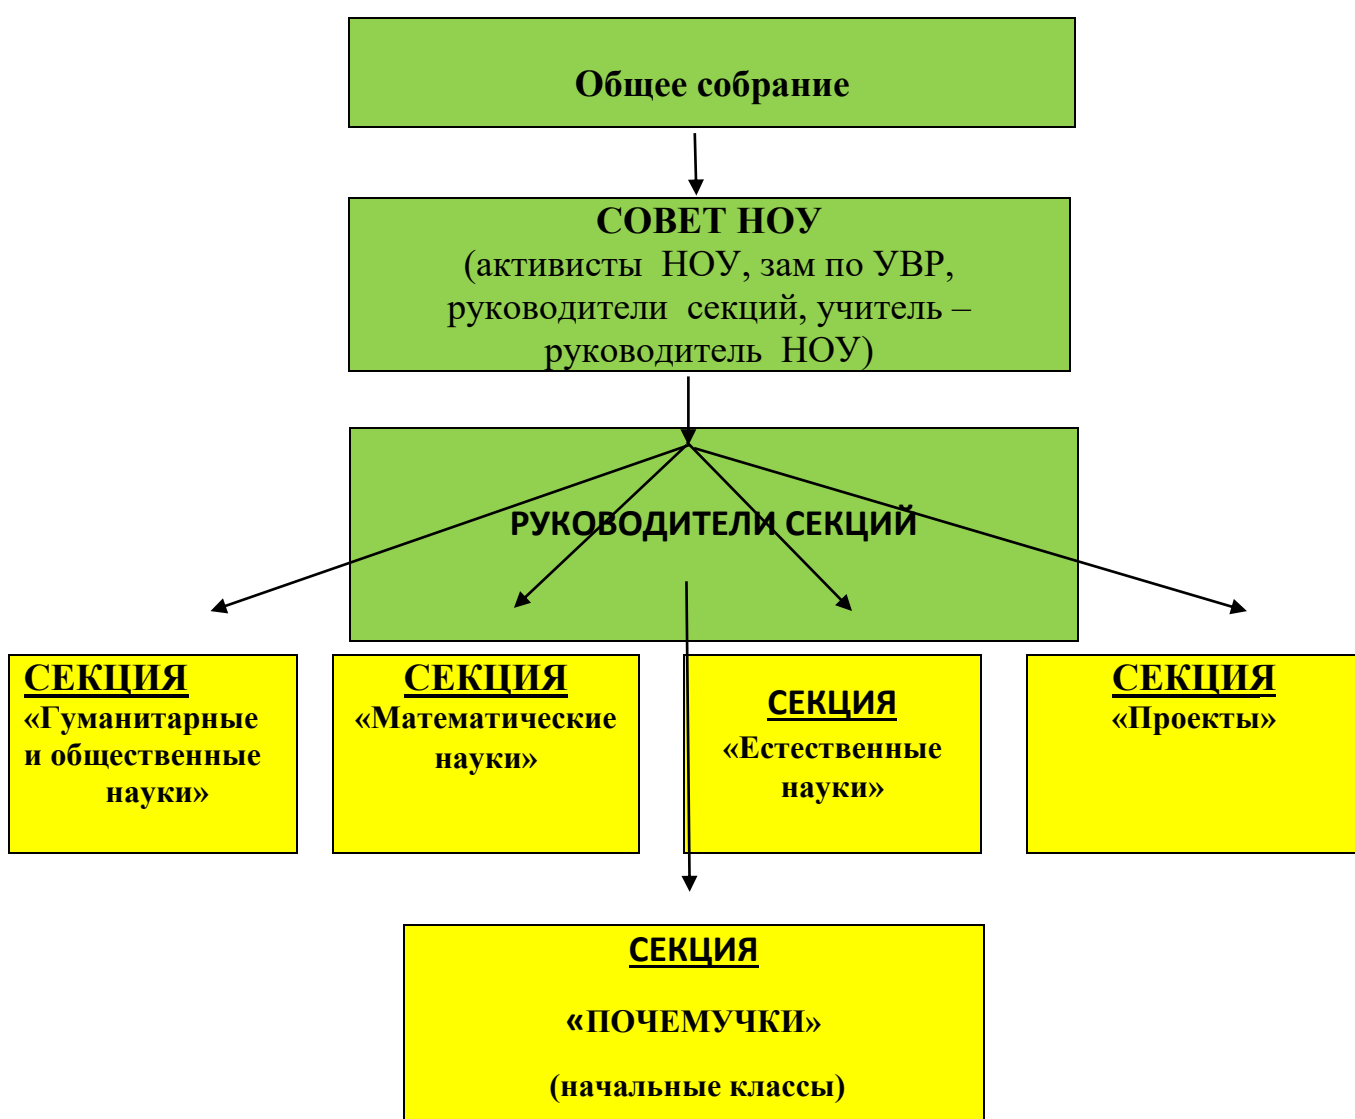 Общее собрание
СОВЕТ НОУ
(активисты НОУ, зам по УВР,
руководители секций, учитель –
руководитель НОУ)
РУКОВОДИТЕЛИ СЕКЦИЙ
СЕКЦИЯ
«Гуманитарные
и общественные
науки»
СЕКЦИЯ
«Математические
науки»
СЕКЦИЯ
«Естественные
науки»
СЕКЦИЯ
«Проекты»
СЕКЦИЯ
«ПОЧЕМУЧКИ»
(начальные классы)